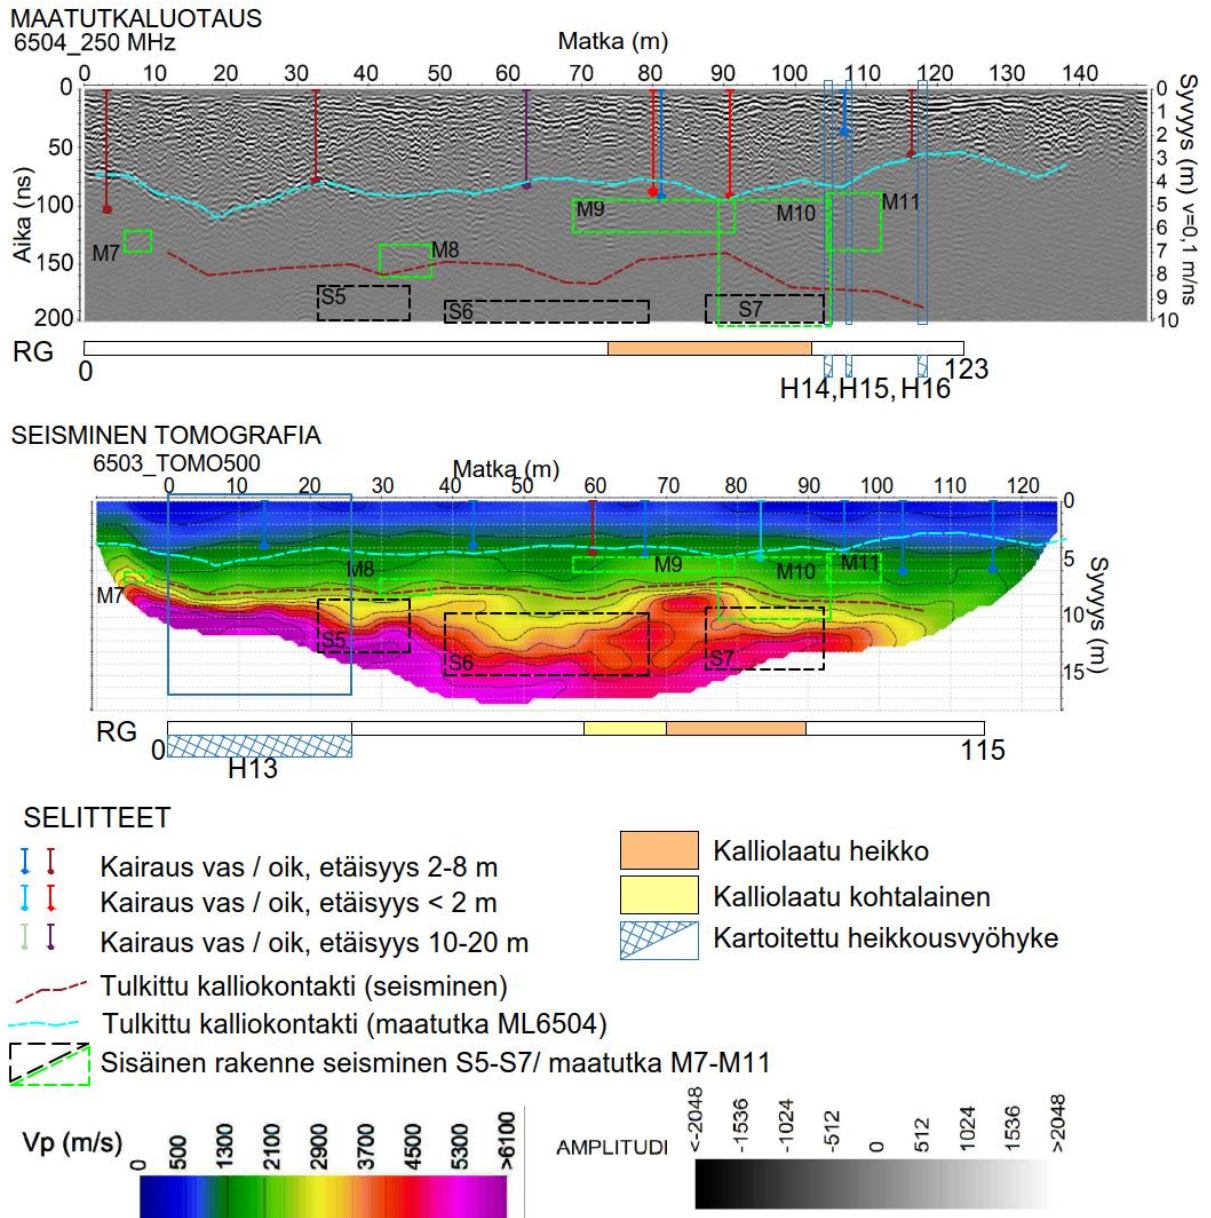 MAATUTKALUOTAUS
6504_250 MHz
Matka (m)
0 10 20 30 40 50 60 70 80 90 100 110 120 130 140
Aika (ns)
0
50
100
150
200
Syvyys (m) v=0,1 m/ns
0
1
2
3
4
5
6
7
8
9
10
M7
M8
M9
M10
M11
S5
S6
S7
RG
0
123
H14, H15, H16
SEISMINEN TOMOGRAFIA
6503_TOMO500
Matka (m)
0 10 20 30 40 50 60 70 80 90 100 110 120
0
5
10
15
Syvyys (m)
M7
M8
M9
M10
M11
S5
S6
S7
RG
0
115
H13
SELITTEET
Kairaus vas / oik, etäisyys 2-8 m
Kairaus vas / oik, etäisyys < 2 m
Kairaus vas / oik, etäisyys 10-20 m
Tulkittu kalliokontakti (seisminen)
Tulkittu kalliokontakti (maatutka ML6504)
Sisäinen rakenne seisminen S5-S7/ maatutka M7-M11
Kalliolaatu heikko
Kalliolaatu kohtalainen
Kartoitettu heikkousvyöhyke
Vp (m/s)
0 500 1300 2100 2900 3700 4500 5300 >6100
AMPLITUDI
<-2048 -1536 -1024 -512 0 512 1024 1536 >2048